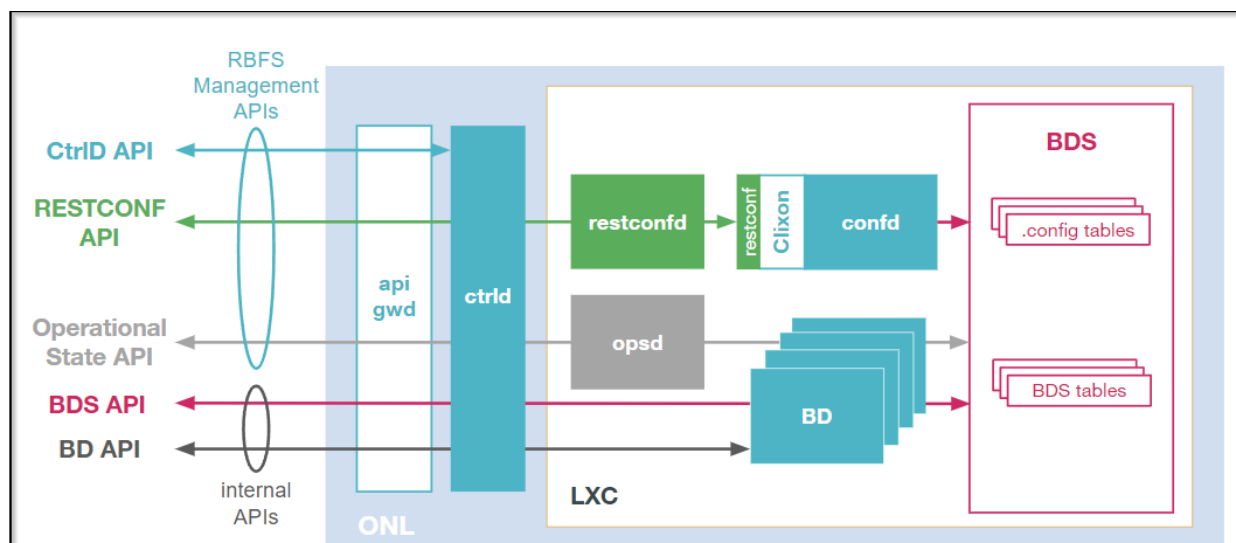 RBFS
Management
APIs
CtrlD API
RESTCONF
API
Operational
State API
BDS API
BD API
internal
APIs
api
gwd
ctrld
ONL
restconfd
restconf
Clixon
confd
opsd
BD
LXC
BDS
.config tables
BDS tables